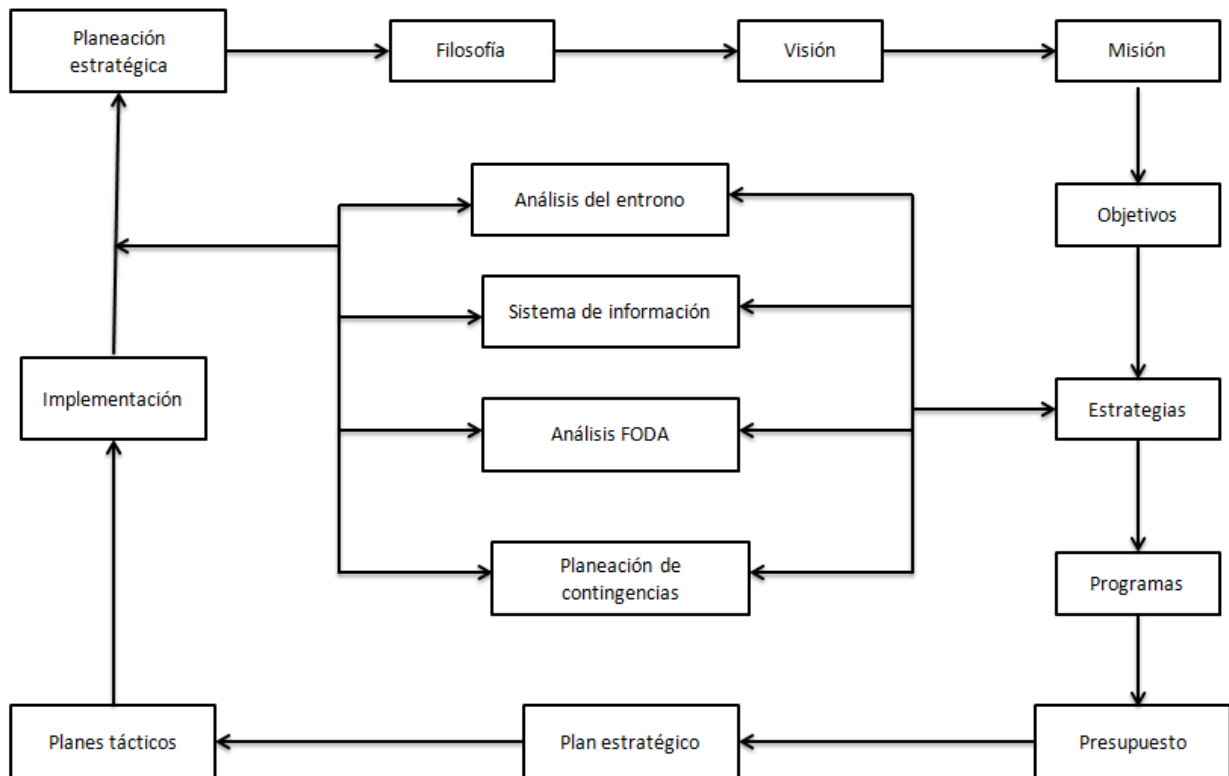 Planeación
estratégica
Filosofía
Visión
Misión
Análisis del entrono
Objetivos
Sistema de información
Implementación
Análisis FODA
Estrategias
Planeación de
contingencias
Programas
Planes tácticos
Plan estratégico
Presupuesto